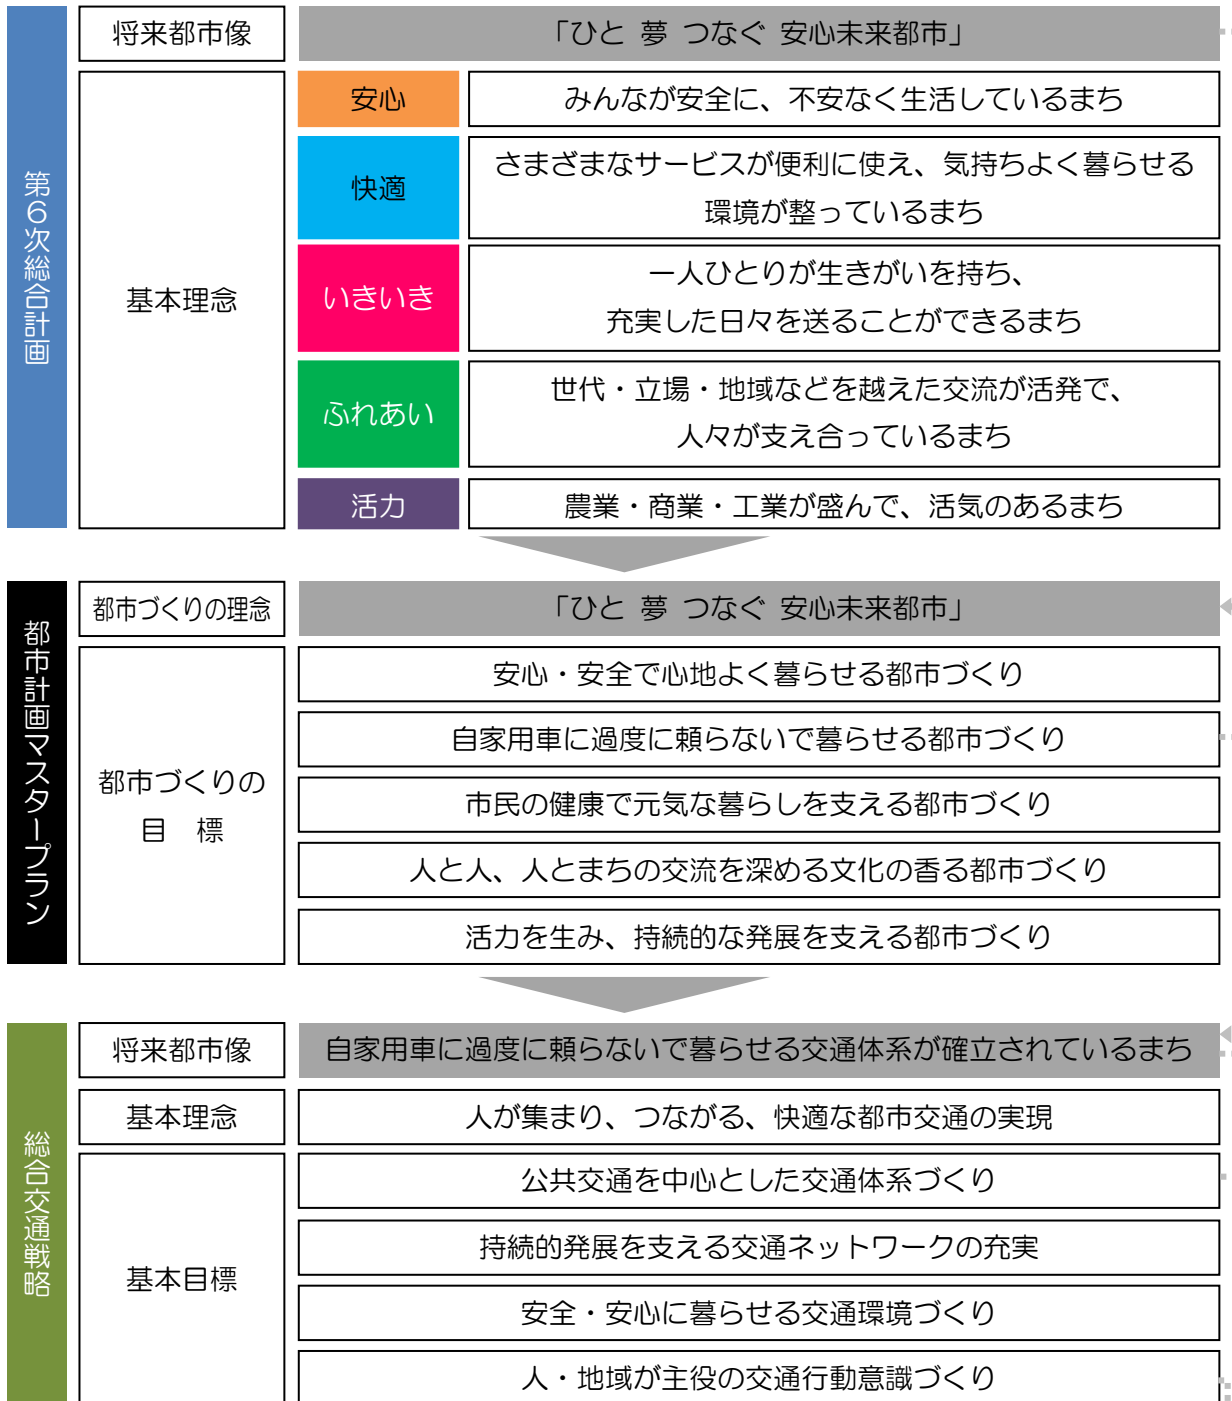 第6次総合計画
将来都市像
「ひと 夢 つなぐ 安心未来都市」
基本理念
安心
みんなが安全に、不安なく生活しているまち
快適
さまざまなサービスが便利に使え、気持ちよく暮らせる
環境が整っているまち
いきいき
一人ひとりが生きがいを持ち、
充実した日々を送ることができるまち
ふれあい
世代・立場・地域などを越えた交流が活発で、
人々が支え合っているまち
活力
農業・商業・工業が盛んで、活気のあるまち
都市計画マスタープラン
都市づくりの理念
「ひと 夢 つなぐ 安心未来都市」
都市づくりの
目 標
安心・安全で心地よく暮らせる都市づくり
自家用車に過度に頼らないで暮らせる都市づくり
市民の健康で元気な暮らしを支える都市づくり
人と人、人とまちの交流を深める文化の香る都市づくり
活力を生み、持続的な発展を支える都市づくり
総合交通戦略
将来都市像
自家用車に過度に頼らないで暮らせる交通体系が確立されているまち
基本理念
人が集まり、つながる、快適な都市交通の実現
基本目標
公共交通を中心とした交通体系づくり
持続的発展を支える交通ネットワークの充実
安全・安心に暮らせる交通環境づくり
人・地域が主役の交通行動意識づくり